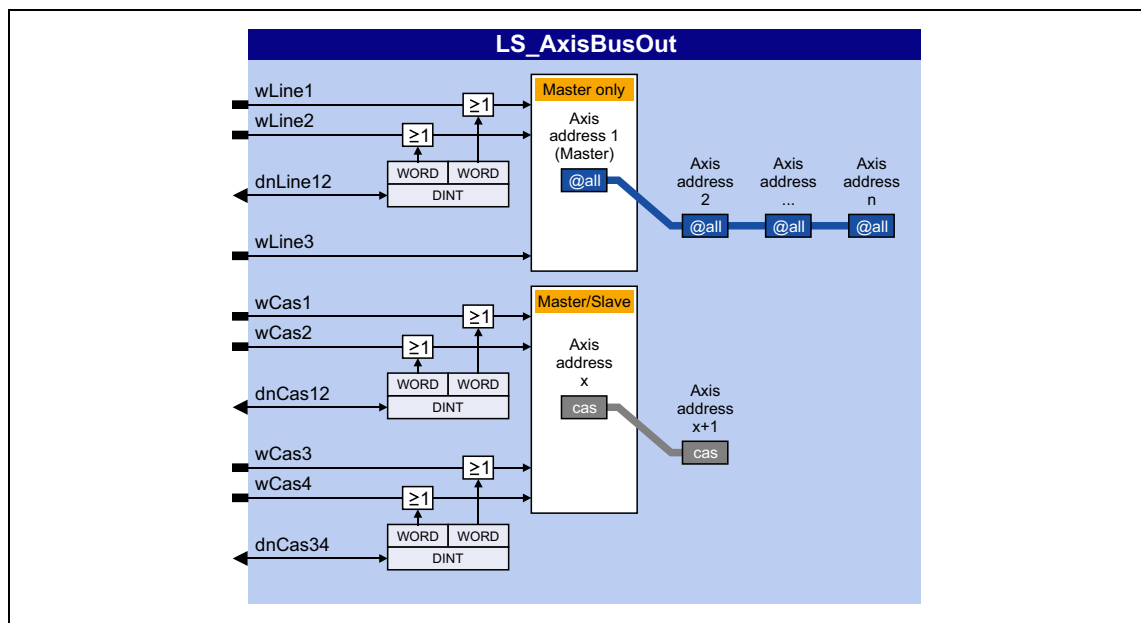 LS_AxisBusOut
wLine1
≥1
wLine2
≥1
WORD WORD
dnLine12
DINT
wLine3
Master only
Axis
address 1
(Master)
@all
Axis
address
2
@all
Axis
address
...
@all
Axis
address
n
@all
wCas1
≥1
wCas2
≥1
WORD WORD
dnCas12
DINT
Master/Slave
Axis
address
x
cas
Axis
address
x+1
cas
wCas3
≥1
wCas4
≥1
WORD WORD
dnCas34
DINT